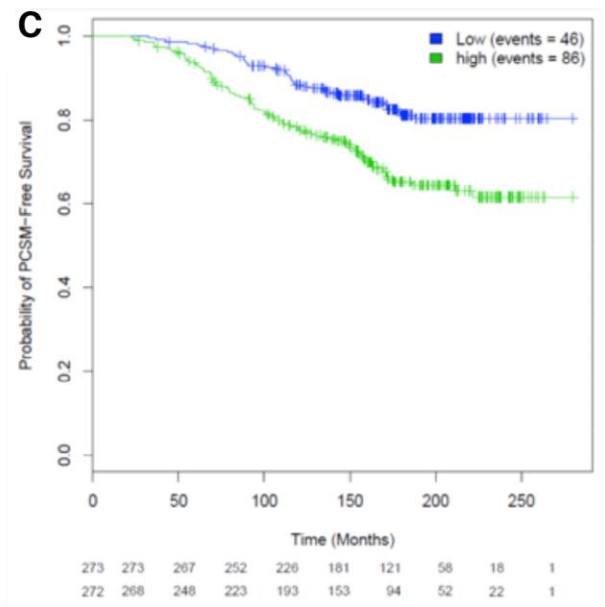 C
Low (events = 46)
high (events = 86)
Probability of PCSM-Free Survival
1.0
0.8
0.6
0.4
0.2
0.0
0 50 100 150 200 250
Time (Months)
273 273 267 252 226 181 121 58 18 1
272 268 248 223 193 153 94 52 22 1